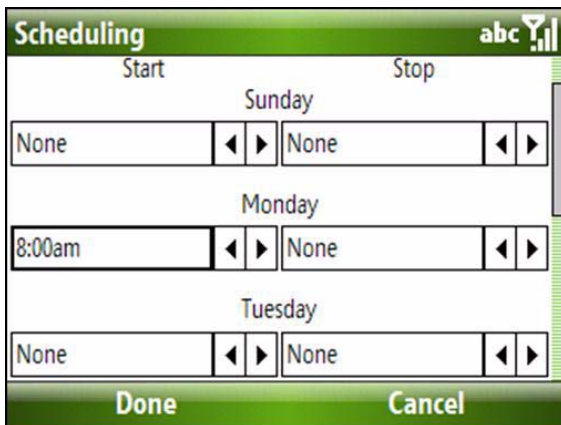 Scheduling abc
Start Stop
Sunday
None None
Monday
8:00am None
Tuesday
None None
Done Cancel